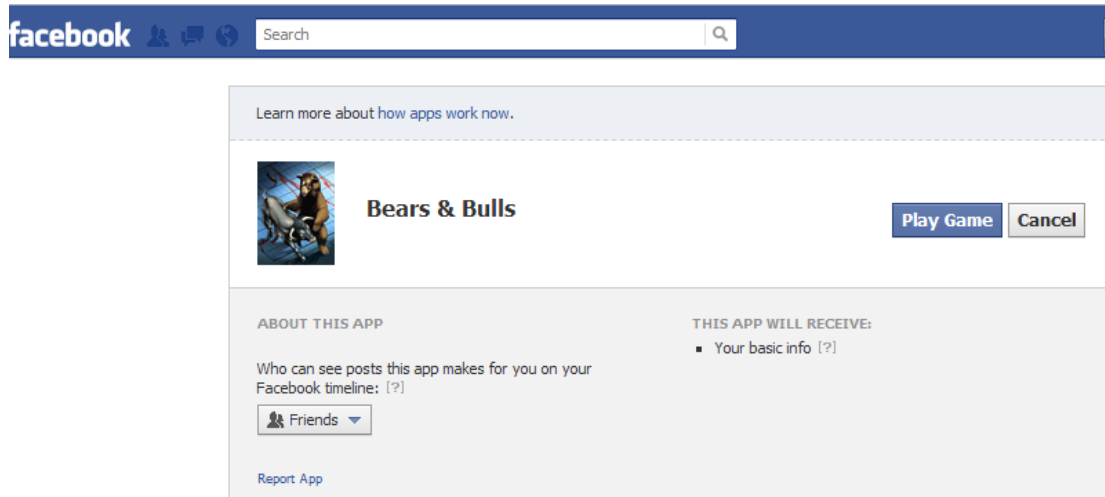 facebook
Search
Learn more about how apps work now.
Bears & Bulls
Play Game
Cancel
ABOUT THIS APP
Who can see posts this app makes for you on your
Facebook timeline: [?]
Friends
Report App
THIS APP WILL RECEIVE:
Your basic info [?]